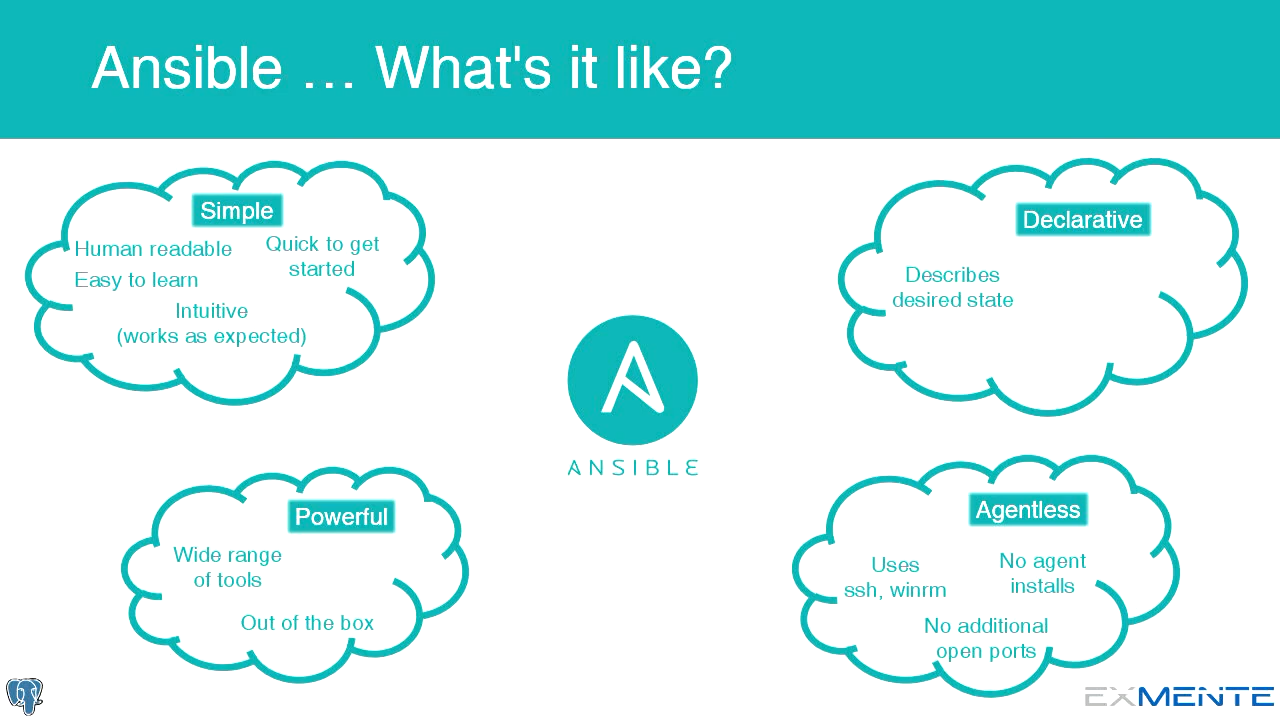 Ansible … What's it like?
Simple
Human readable
Quick to get
started
Easy to learn
Intuitive
(works as expected)
Declarative
Describes
desired state
ANSIBLE
Powerful
Wide range
of tools
Out of the box
Agentless
Uses
ssh, winrm
No agent
installs
No additional
open ports
EXMENTE